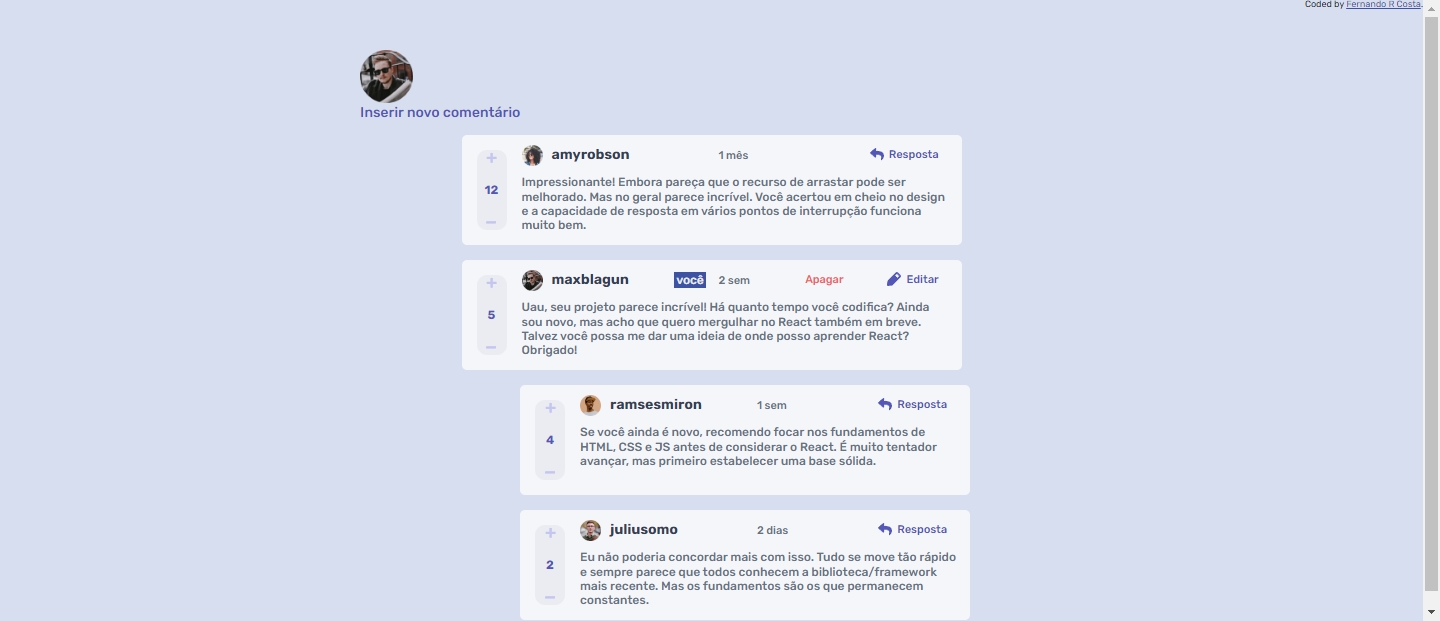 Coded by Fernando R Costa.
Inserir novo comentário
+
amyrobson
1 mês
Resposta
12
Impressionante! Embora pareça que o recurso de arrastar pode ser
melhorado. Mas no geral parece incrível. Você acertou em cheio no design
e a capacidade de resposta em vários pontos de interrupção funciona
muito bem.
−
+
maxblagun
você
2 sem
Apagar
Editar
5
Uau, seu projeto parece incrível! Há quanto tempo você codifica? Ainda
sou novo, mas acho que quero mergulhar no React também em breve.
Talvez você possa me dar uma ideia de onde posso aprender React?
Obrigado!
−
+
ramsesmiron
1 sem
Resposta
4
Se você ainda é novo, recomendo focar nos fundamentos de
HTML, CSS e JS antes de considerar o React. É muito tentador
avançar, mas primeiro estabelecer uma base sólida.
−
+
juliusomo
2 dias
Resposta
2
Eu não poderia concordar mais com isso. Tudo se move tão rápido
e sempre parece que todos conhecem a biblioteca/framework
mais recente. Mas os fundamentos são os que permanecem
constantes.
−